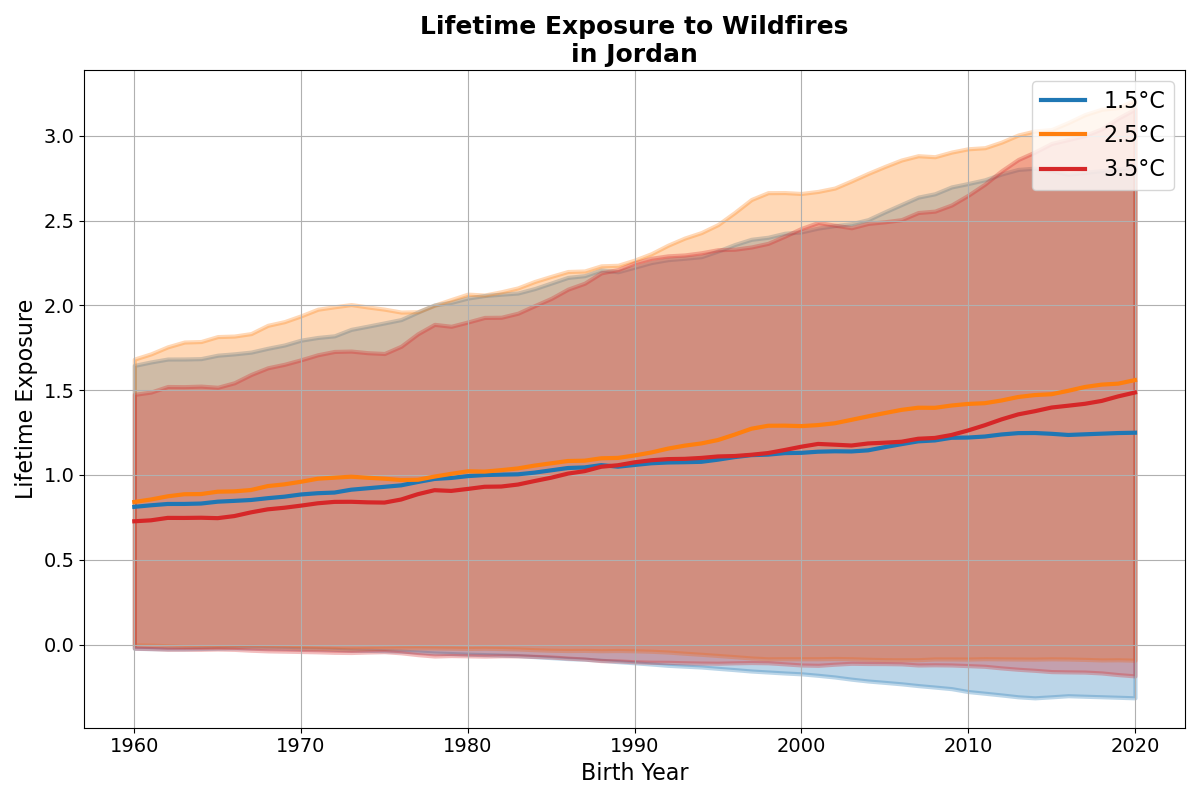 Lifetime Exposure to Wildfires
in Jordan
1.5°C
2.5°C
3.5°C
Lifetime Exposure
3.0
2.5
2.0
1.5
1.0
0.5
0.0
1960 1970 1980 1990 2000 2010 2020
Birth Year